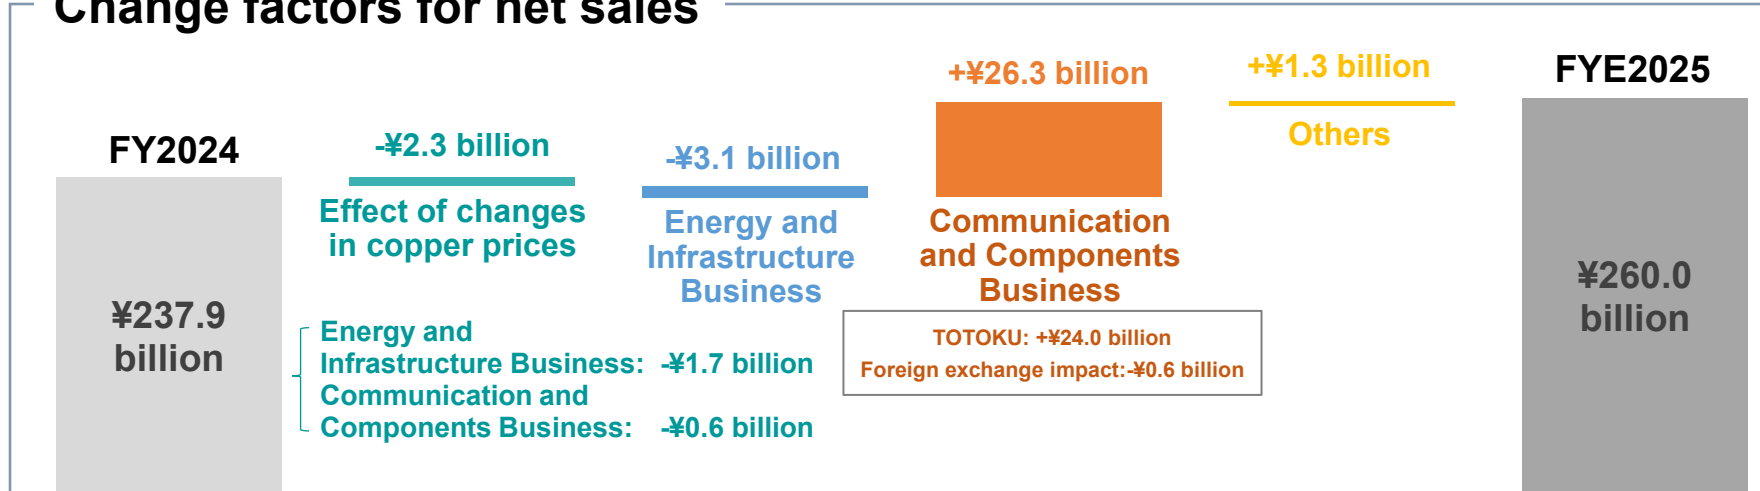 Change factors for net sales
FY2024
¥237.9
billion
-¥2.3 billion
Effect of changes
in copper prices
Energy and
Infrastructure Business: -¥1.7 billion
Communication and
Components Business: -¥0.6 billion
-¥3.1 billion
Energy and
Infrastructure
Business
+¥26.3 billion
Communication
and Components
Business
TOTOKU: +¥24.0 billion
Foreign exchange impact:-¥0.6 billion
+¥1.3 billion
Others
FYE2025
¥260.0
billion